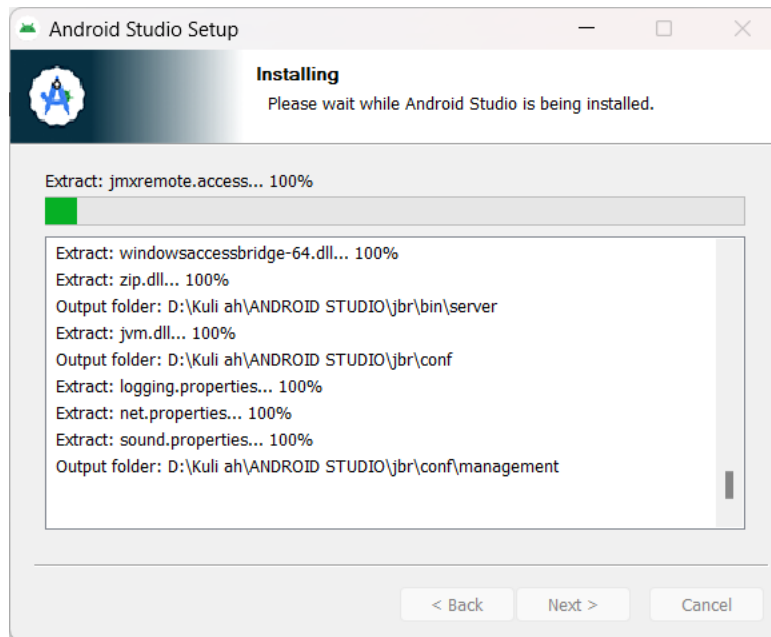 Android Studio Setup
Installing
Please wait while Android Studio is being installed.
Extract: jmxremote.access... 100%
Extract: windowsaccessbridge-64.dll... 100%
Extract: zip.dll... 100%
Output folder: D:\Kuli ah\ANDROID STUDIO\jbr\bin\server
Extract: jvm.dll... 100%
Output folder: D:\Kuli ah\ANDROID STUDIO\jbr\conf
Extract: logging.properties... 100%
Extract: net.properties... 100%
Extract: sound.properties... 100%
Output folder: D:\Kuli ah\ANDROID STUDIO\jbr\conf\management
< Back Next > Cancel